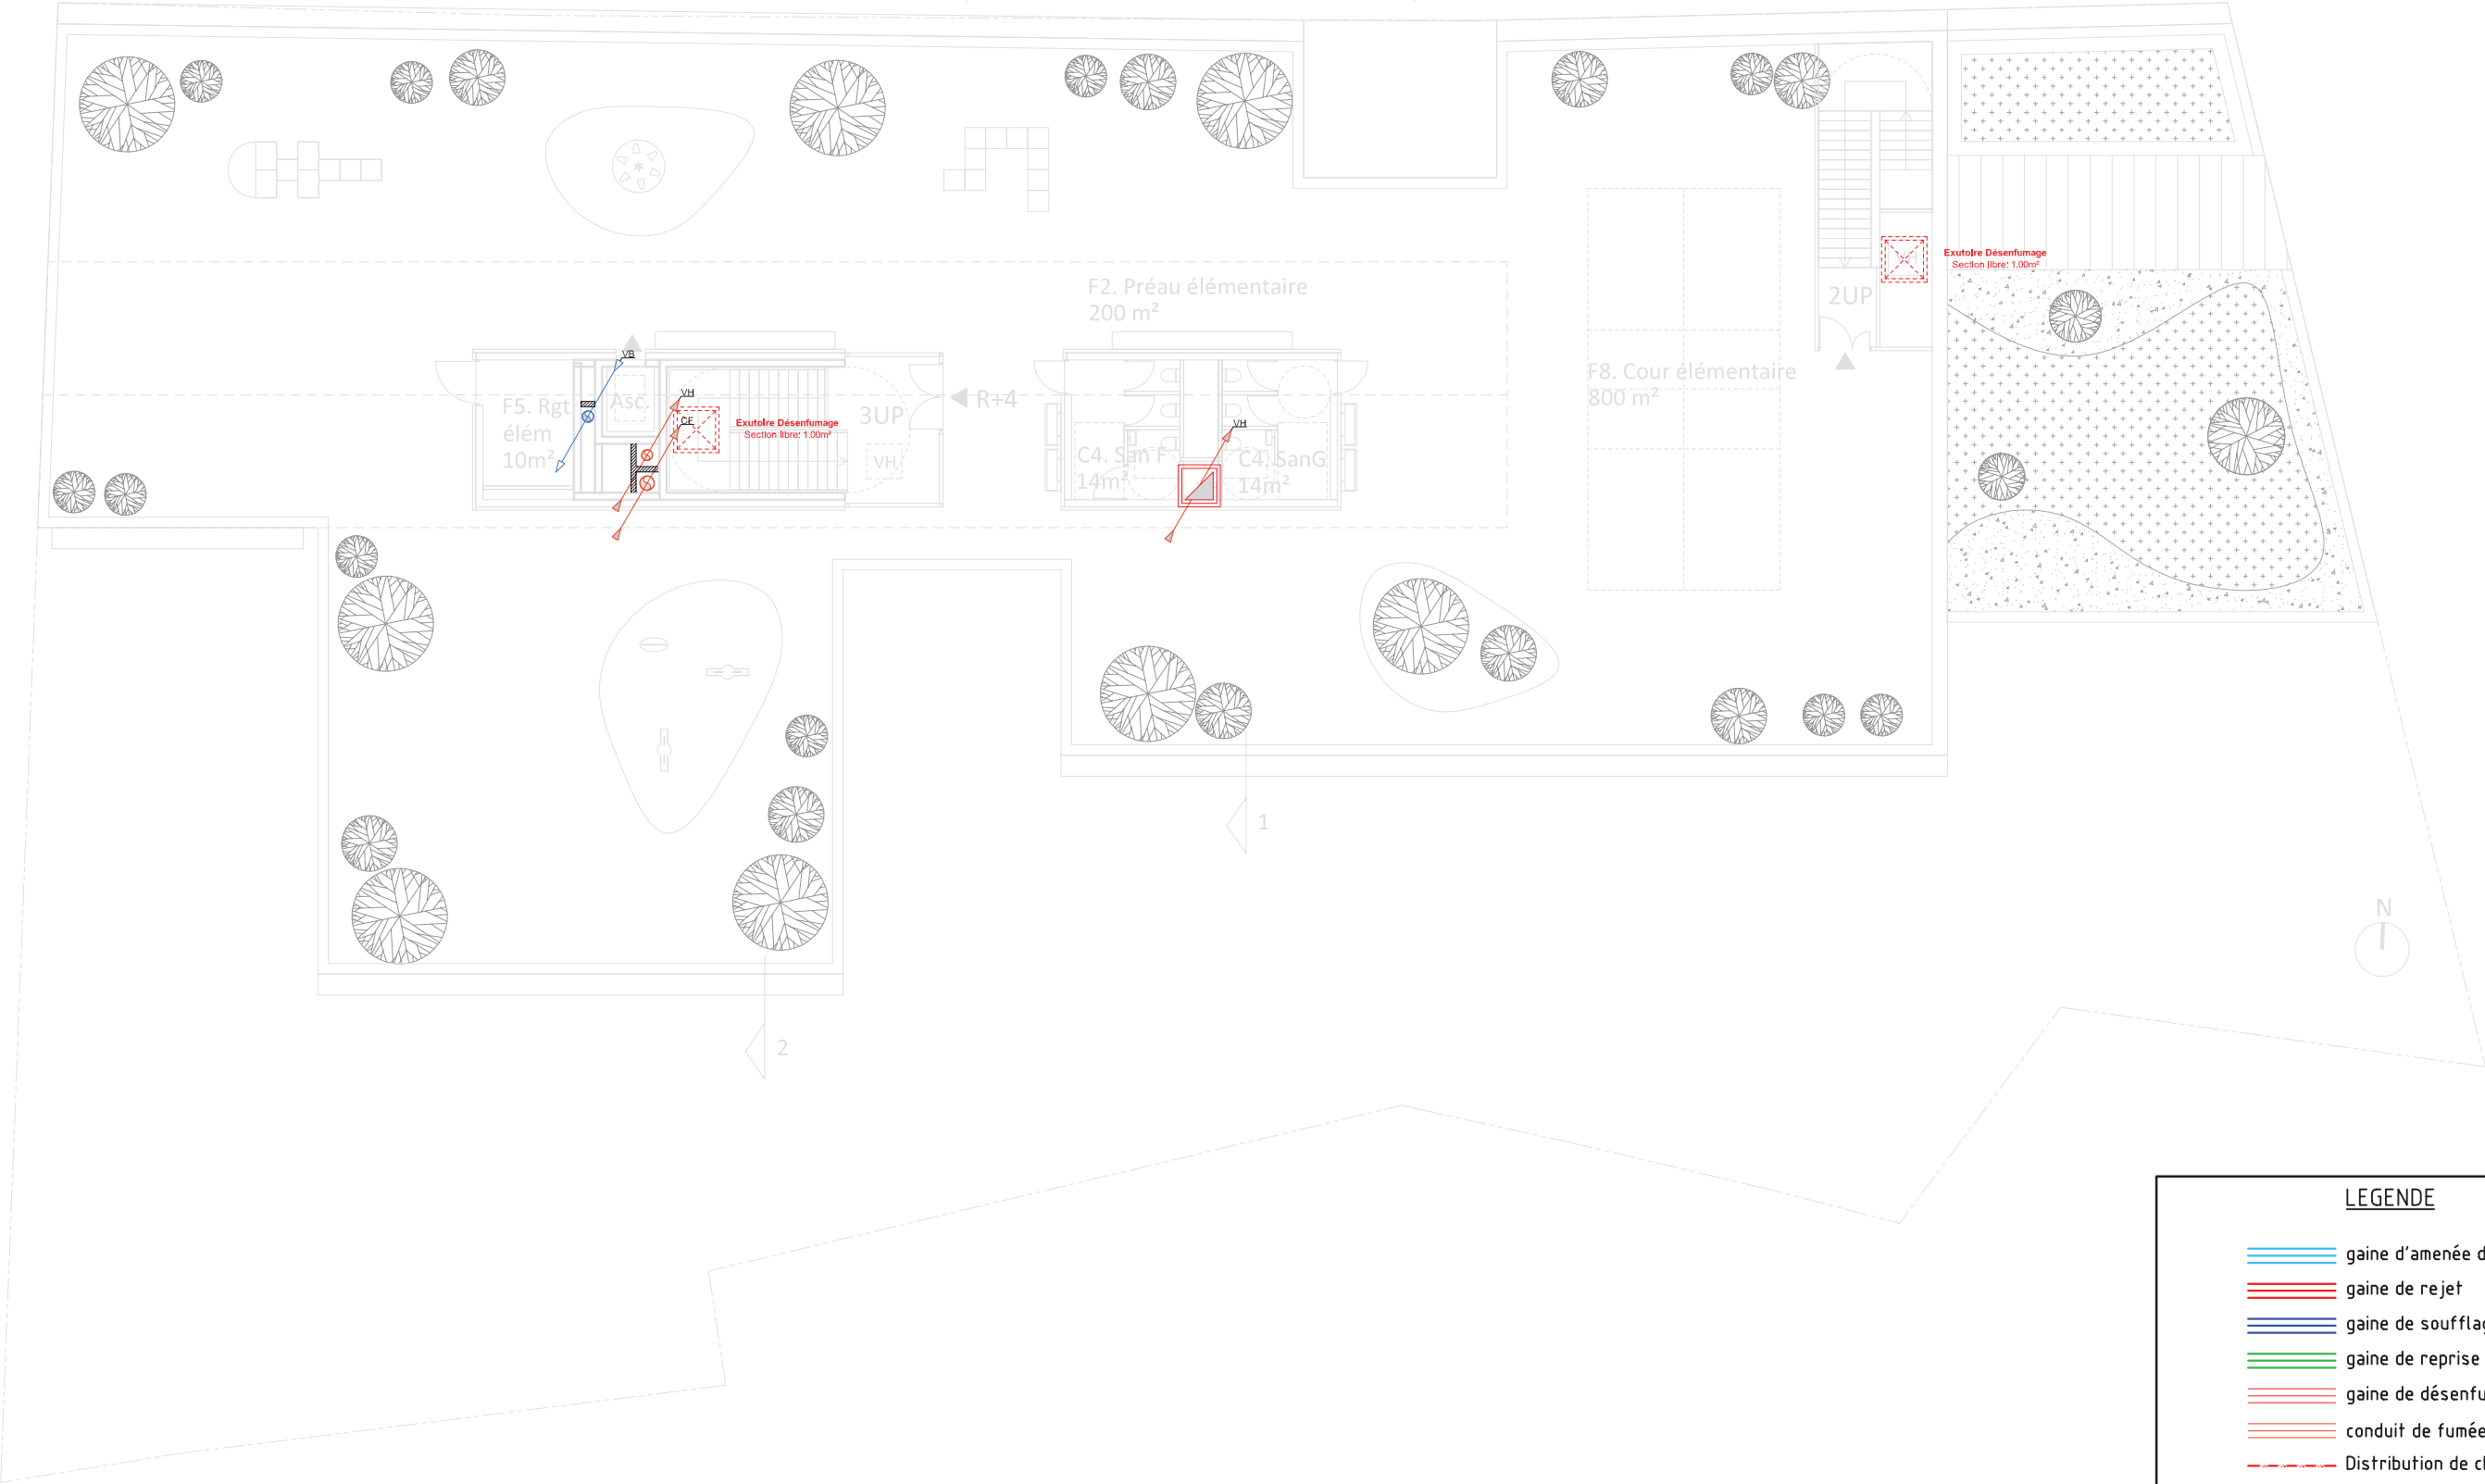 Exutoire Désenfumage
Section libre: 1.00m²
F2. Préau élémentaire
200 m²
2UP
VB
F8. Cour élémentaire
800 m²
VH
R+4
F5. Rgt
élém
10m²
Asc.
CF
Exutoire Désenfumage
Section libre: 1.00m²
3UP
VH
VH
C4. San F
14m²
C4. SanG
14m²
1
N
2
LEGENDE
gaine d'amenée d
gaine de rejet
gaine de soufflag
gaine de reprise
gaine de désenfu
conduit de fumée
Distribution de ch